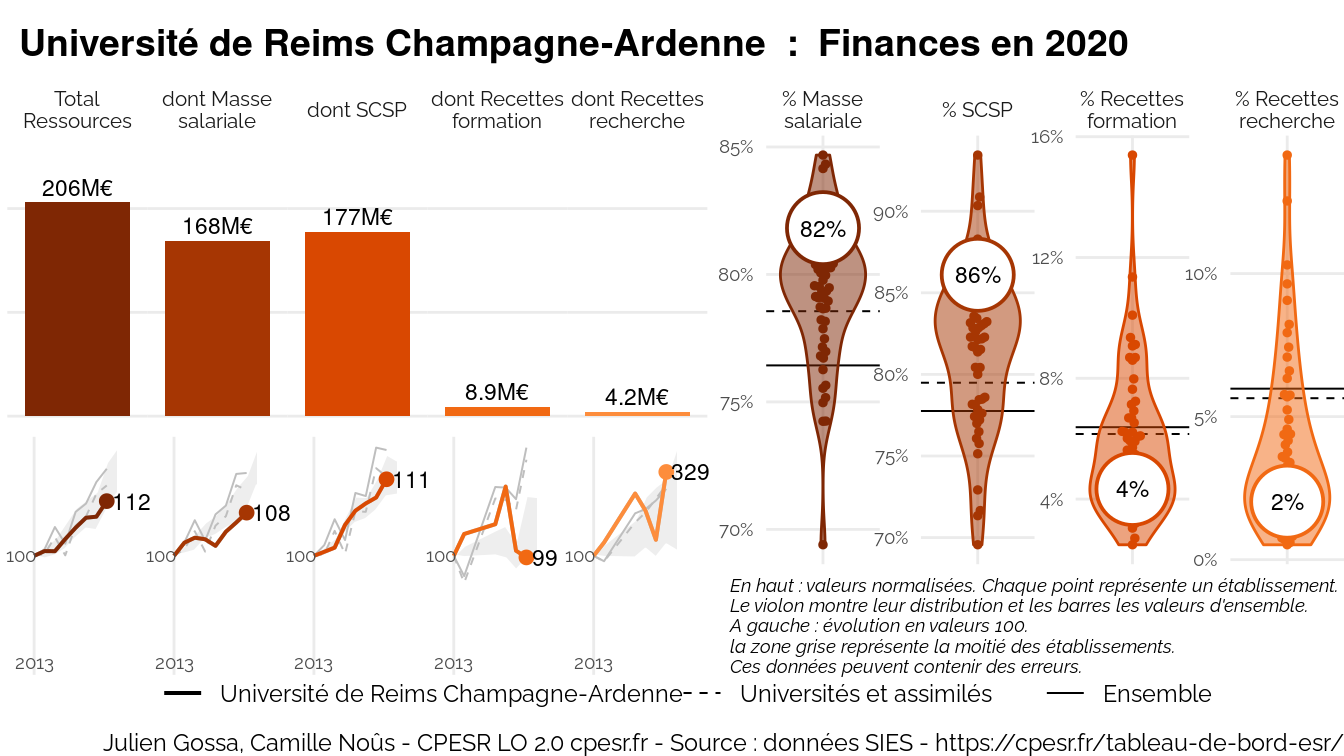 Université de Reims Champagne-Ardenne : Finances en 2020
Total
Ressources
dont Masse
salariale
dont SCSP
dont Recettes
formation
dont Recettes
recherche
206M€
168M€
177M€
8.9M€
4.2M€
100
112
2013
100
108
2013
100
111
2013
100
99
2013
100
329
2013
% Masse
salariale
85%
80%
75%
70%
82%
% SCSP
90%
85%
80%
75%
70%
86%
% Recettes
formation
16%
12%
8%
4%
4%
% Recettes
recherche
10%
5%
0%
2%
En haut : valeurs normalisées. Chaque point représente un établissement.
Le violon montre leur distribution et les barres les valeurs d'ensemble.
A gauche : évolution en valeurs 100.
la zone grise représente la moitié des établissements.
Ces données peuvent contenir des erreurs.
Université de Reims Champagne-Ardenne
Universités et assimilés
Ensemble
Julien Gossa, Camille Noûs - CPESR LO 2.0 cpesr.fr - Source : données SIES - https://cpesr.fr/tableau-de-bord-esr/